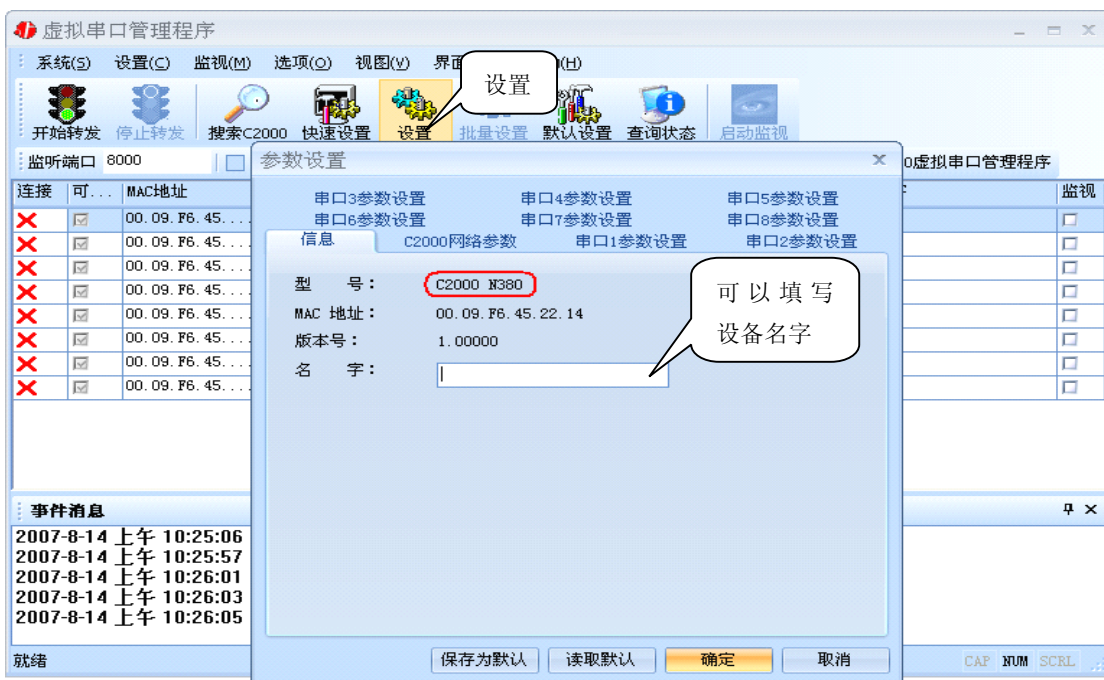 虚拟串口管理程序
系统(S) 设置(C) 监视(M) 选项(O) 视图(V) (H)
设置
开始转发 停止转发 搜索C2000 快速设置 设置 批量设置 默认设置 查询状态 启动监视
监听端口 8000 0虚拟串口管理程序
参数设置
连接 可... MAC地址 监视
00.09.F6.45....
00.09.F6.45....
00.09.F6.45....
00.09.F6.45....
00.09.F6.45....
00.09.F6.45....
00.09.F6.45....
00.09.F6.45....
串口3参数设置 串口4参数设置 串口5参数设置
串口6参数设置 串口7参数设置 串口8参数设置
信息 C2000网络参数 串口1参数设置 串口2参数设置
型 号： C2000 N380
MAC 地址： 00.09.F6.45.22.14
版本号： 1.00000
名 字：
可以填写
设备名字
事件消息
2007-8-14 上午 10:25:06
2007-8-14 上午 10:25:57
2007-8-14 上午 10:26:01
2007-8-14 上午 10:26:03
2007-8-14 上午 10:26:05
保存为默认 读取默认 确定 取消
就绪 CAP NUM SCRL